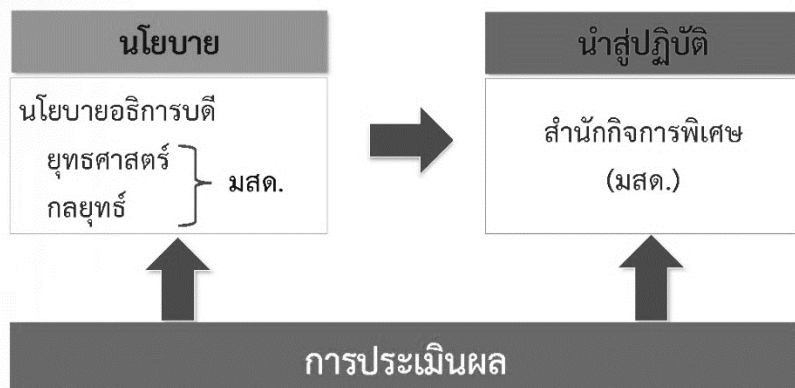 นโยบาย
นโยบายอธิการบดี
ยุทธศาสตร์
กลยุทธ์
มสด.
นำสู่ปฏิบัติ
สำนักกิจการพิเศษ
(มสด.)
การประเมินผล